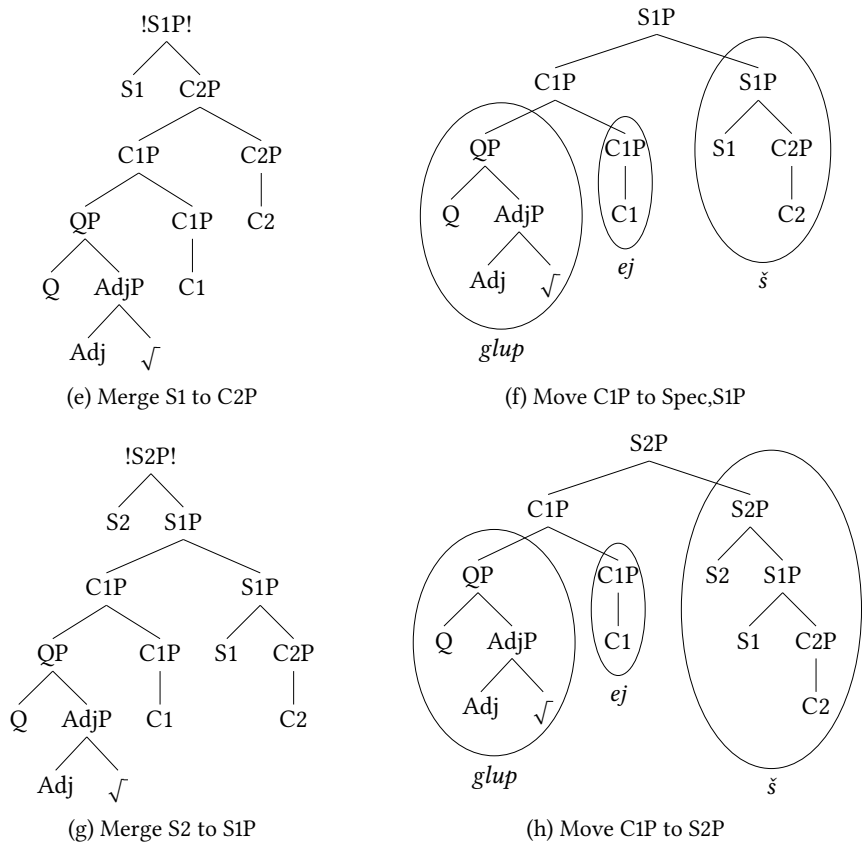 !S1P!
S1 C2P
C1P C2P
QP C1P C2
Q AdjP C1
Adj √
(e) Merge S1 to C2P
S1P
C1P S1P
QP C1P S1 C2P
Q AdjP C1 C2
Adj √ ej š
glup
(f) Move C1P to Spec,S1P
!S2P!
S2 S1P
C1P S1P
QP C1P S1 C2P
Q AdjP C1 C2
Adj √
(g) Merge S2 to S1P
S2P
C1P S2P
QP C1P S2 S1P
Q AdjP C1 S1 C2P
Adj √ ej C2
glup š
(h) Move C1P to S2P